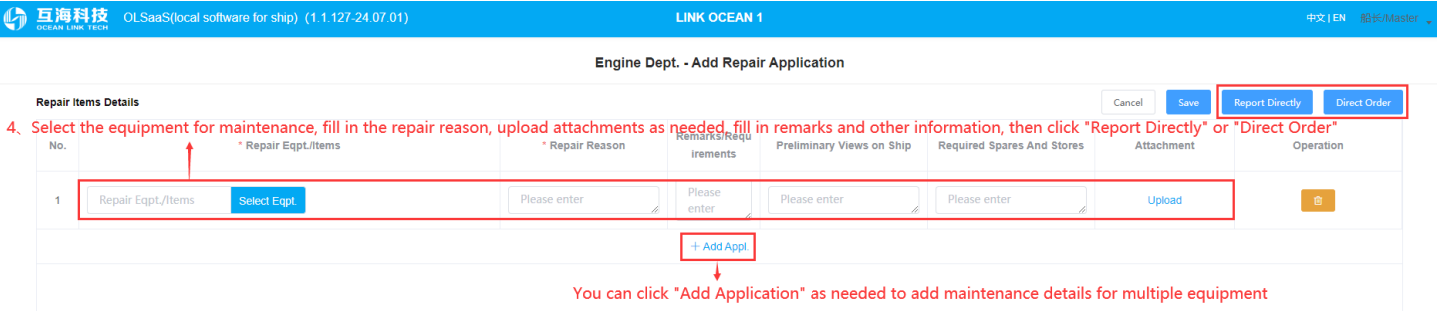 互海科技 OLSaaS(local software for ship) (1.1.127-24.07.01) LINK OCEAN 1 中文 | EN 船长/Master
OCEAN LINK TECH
Engine Dept. - Add Repair Application
Repair Items Details Cancel Save Report Directly Direct Order
4、Select the equipment for maintenance, fill in the repair reason, upload attachments as needed, fill in remarks and other information, then click "Report Directly" or "Direct Order"
No. * Repair Eqpt./Items * Repair Reason Remarks/Requ Preliminary Views on Ship Required Spares And Stores Attachment Operation
irements
1 Repair Eqpt./Items Select Eqpt. Please enter Please Please enter Please enter Upload
enter
+ Add Appl.
You can click "Add Application" as needed to add maintenance details for multiple equipment